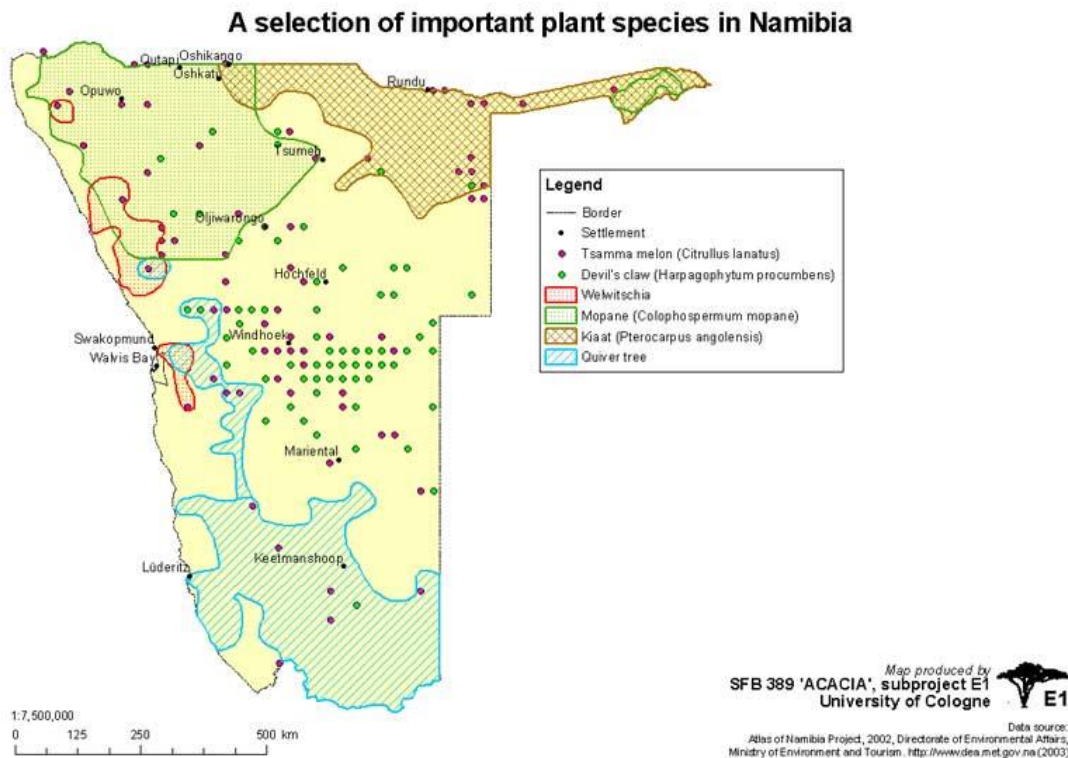 A selection of important plant species in Namibia
Oshikango
Outapi
Oshkati
Rundu
Opuwo
Tsumeb
Otjiwarongo
Hochfeld
Swakopmund
Windhoek
Walvis Bay
Mariental
Lüderitz
Keetmanshoop
Legend
Border
Settlement
Tsamma melon (Citrullus lanatus)
Devil's claw (Harpagophytum procumbens)
Welwitschia
Mopane (Colophospermum mopane)
Kiaat (Pterocarpus angolensis)
Quiver tree
Map produced by
SFB 389 'ACACIA', subproject E1
University of Cologne
E1
1:7,500,000
0 125 250 500 km
Data source:
Atlas of Namibia Project, 2002, Directorate of Environmental Affairs,
Ministry of Environment and Tourism. http://www.dea.met.gov.na (2003)